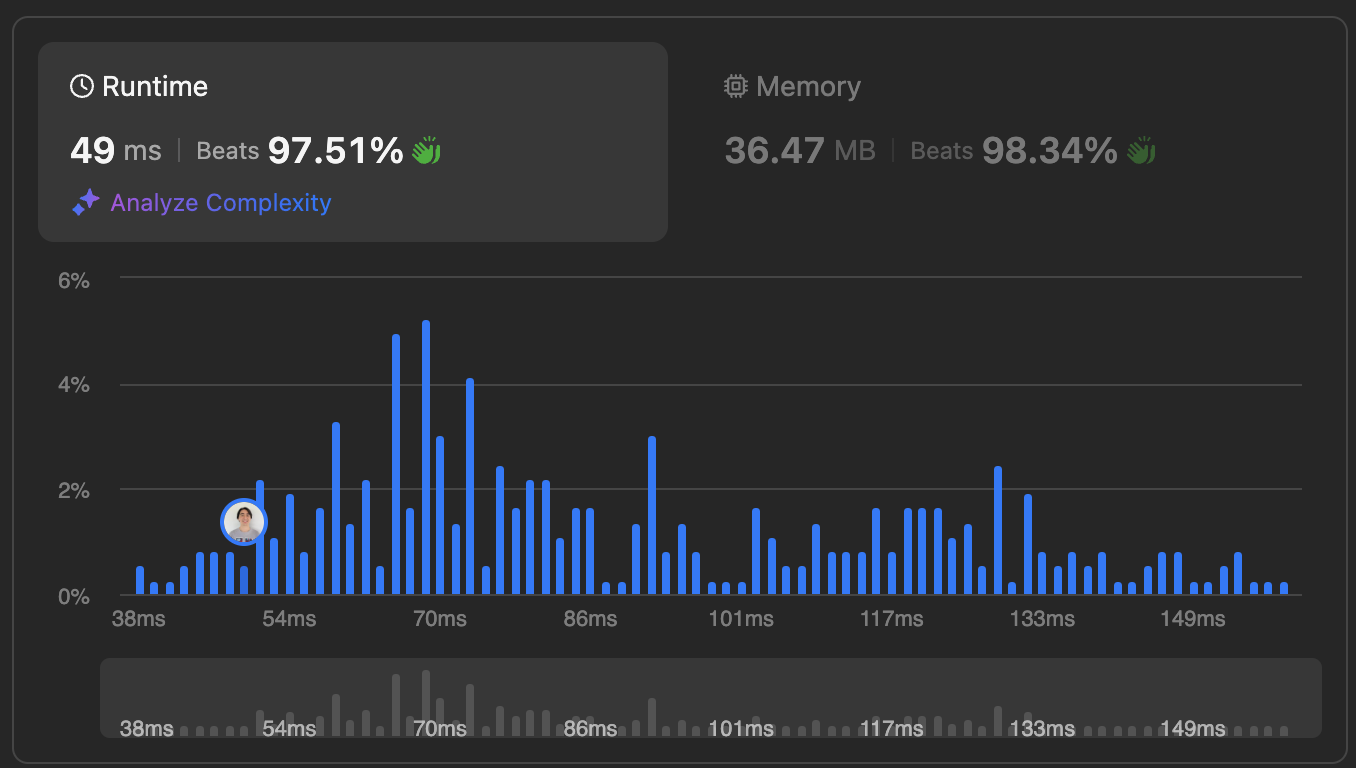 Runtime
49 ms | Beats 97.51%
Analyze Complexity
Memory
36.47 MB | Beats 98.34%
6%
4%
2%
0%
38ms 54ms 70ms 86ms 101ms 117ms 133ms 149ms
38ms 54ms 70ms 86ms 101ms 117ms 133ms 149ms